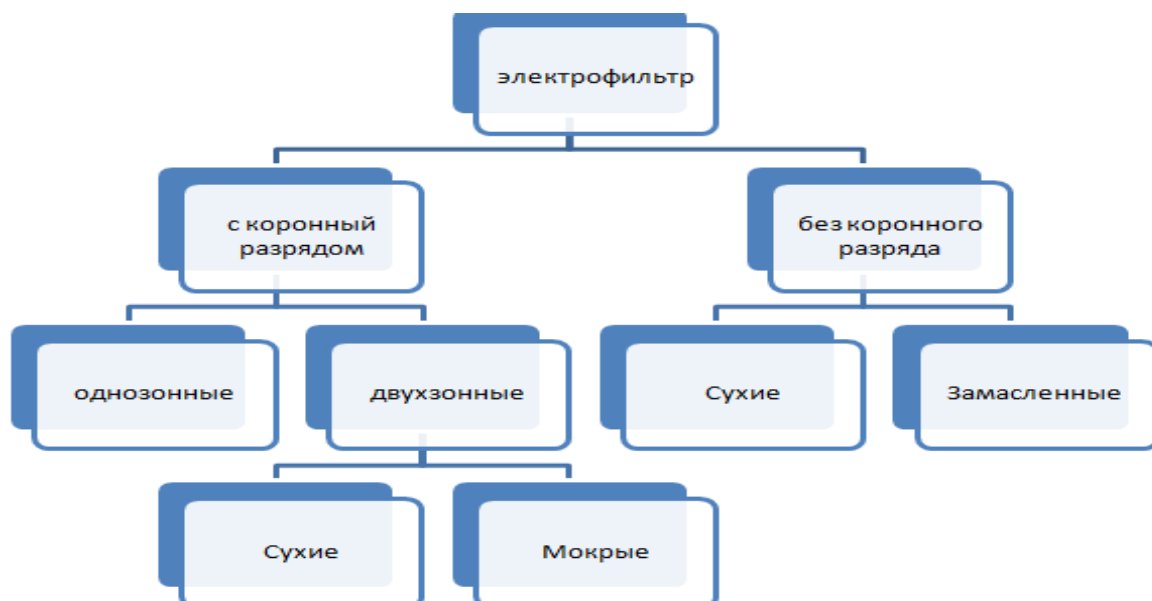 электрофильтр
с коронный
разрядом
без коронного
разряда
однозонные
двухзонные
Сухие
Замасленные
Сухие
Мокрые